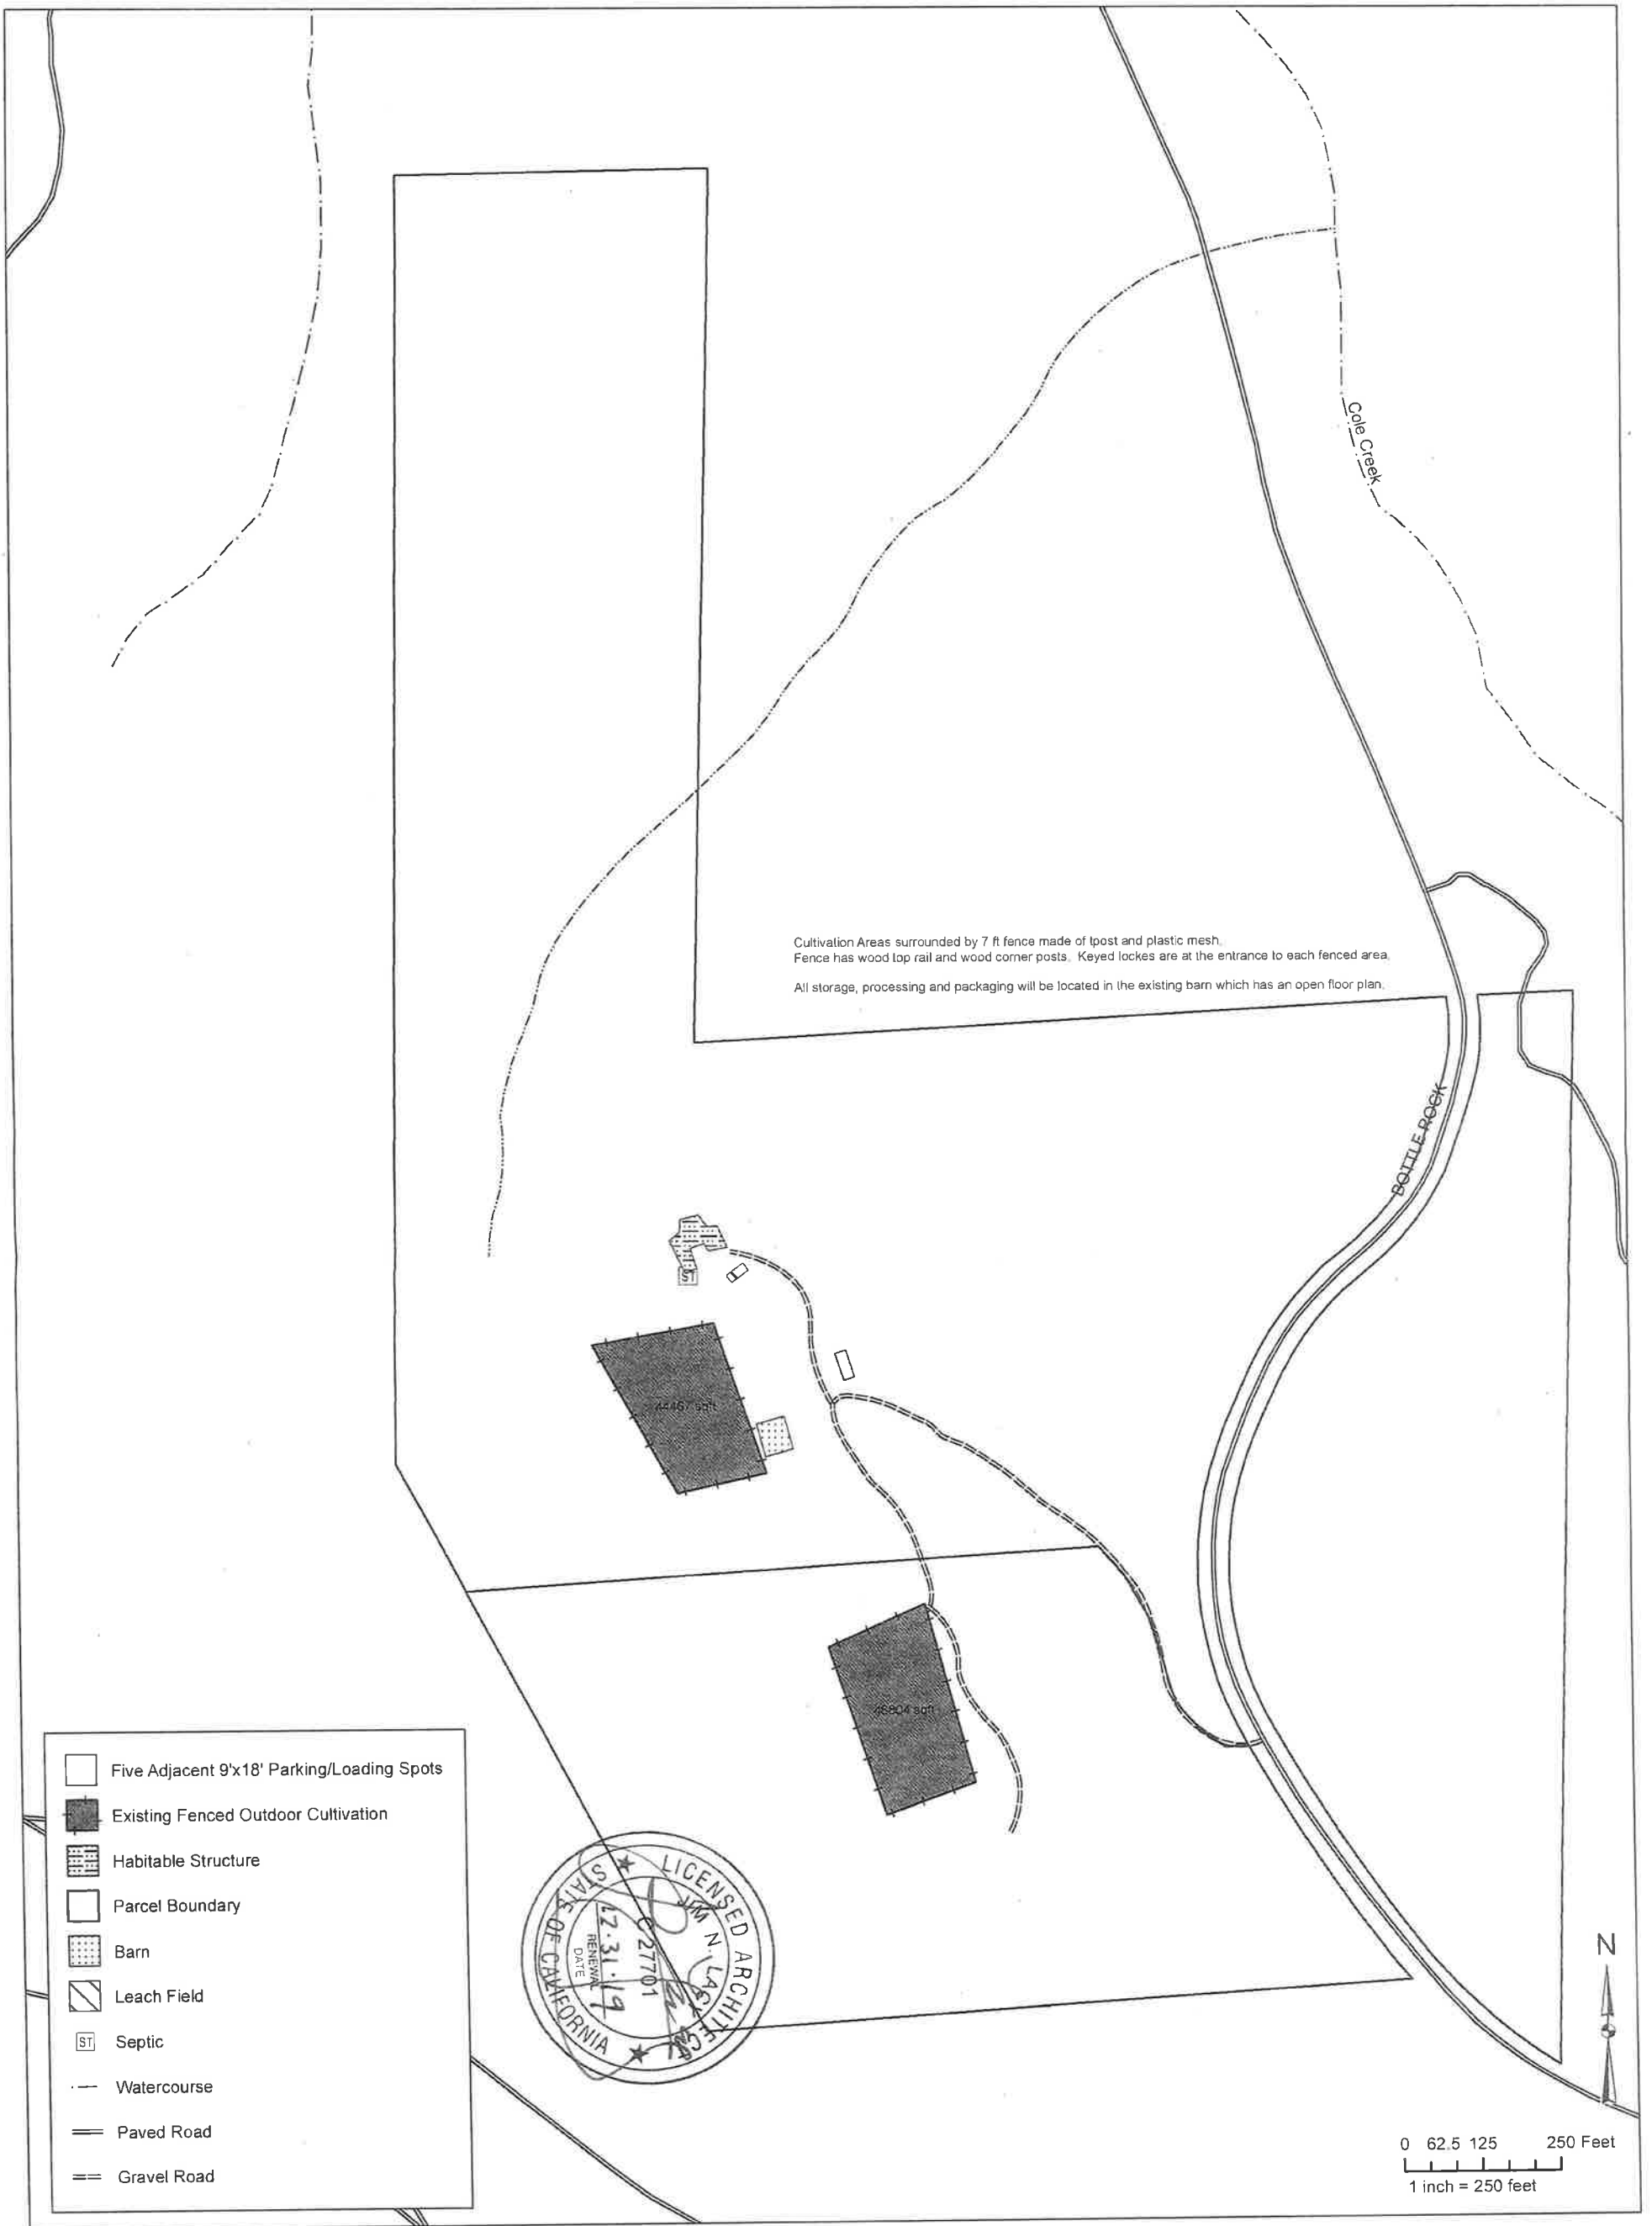 Cole Creek
Cultivation Areas surrounded by 7 ft fence made of tpost and plastic mesh.
Fence has wood top rail and wood corner posts. Keyed lockes are at the entrance to each fenced area.
All storage, processing and packaging will be located in the existing barn which has an open floor plan.
BOTTLE ROCK
ST
44467 sqft
sqft
Five Adjacent 9'x18' Parking/Loading Spots
Existing Fenced Outdoor Cultivation
Habitable Structure
Parcel Boundary
Barn
Leach Field
ST Septic
Watercourse
Paved Road
Gravel Road
LICENSED ARCHITECT
JIM N. LACY
C 27701
12.31.19
RENEWAL
DATE
STATE OF CALIFORNIA
N
0 62.5 125 250 Feet
1 inch = 250 feet